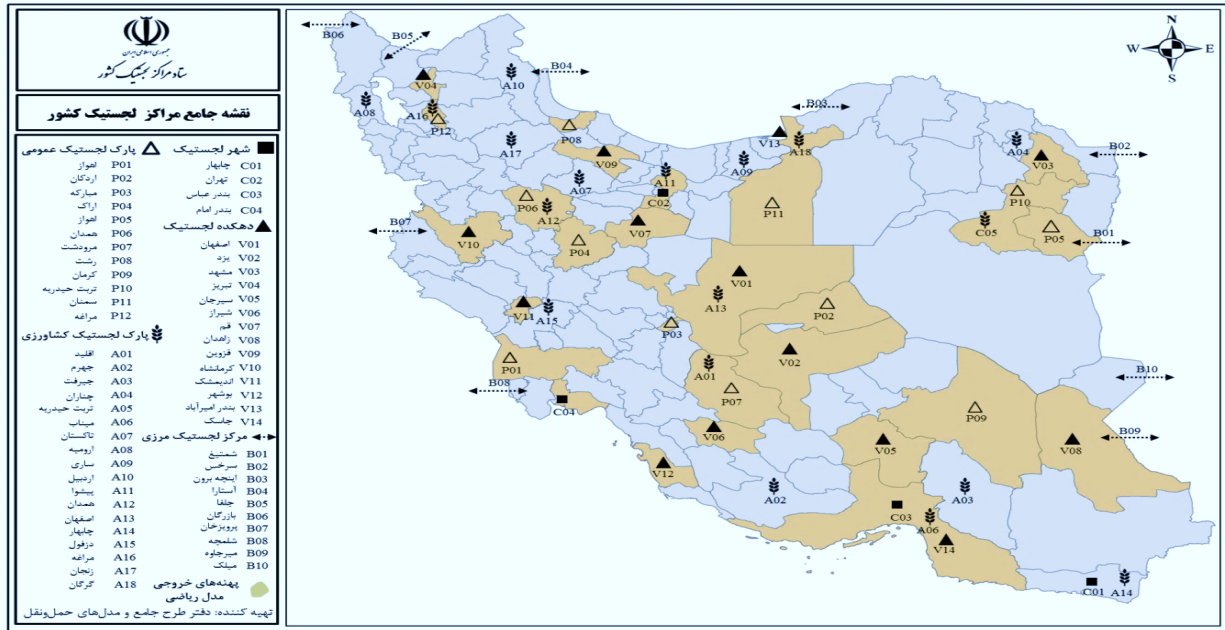 جمهوری اسلامی ایران
ستاد مراکز لجستیک کشور
نقشه جامع مراکز لجستیک کشور
شهر لجستیک
C01 چابهار
C02 تهران
C03 بندر عباس
C04 بندر امام
دهکده لجستیک
V01 اصفهان
V02 یزد
V03 مشهد
V04 تبریز
V05 سیرجان
V06 شیراز
V07 قم
V08 زاهدان
V09 قزوین
V10 کرمانشاه
V11 اندیمشک
V12 بوشهر
V13 بندر امیرآباد
V14 جاسک
مرکز لجستیک مرزی
B01 شمتیغ
B02 سرخس
B03 اینچه برون
B04 آستارا
B05 جلفا
B06 بازرگان
B07 پرویزخان
B08 شلمچه
B09 میرجاوه
B10 میلک
پارک لجستیک عمومی
P01 اهواز
P02 اردکان
P03 مبارکه
P04 اراک
P05 اهواز
P06 همدان
P07 مرودشت
P08 رشت
P09 کرمان
P10 تربت حیدریه
P11 سمنان
P12 مراغه
پارک لجستیک کشاورزی
A01 اقلید
A02 جهرم
A03 جیرفت
A04 چناران
A05 تربت حیدریه
A06 میناب
A07 تاکستان
A08 ارومیه
A09 ساری
A10 اردبیل
A11 پیشوا
A12 همدان
A13 اصفهان
A14 چابهار
A15 دزفول
A16 مراغه
A17 زنجان
A18 گرگان
پهنه‌های خروجی
مدل ریاضی
تهیه کننده: دفتر طرح جامع و مدل‌های حمل‌ونقل
N
W
E
S
B06
B05
B04
A10
V04
A08
A16
P12
P08
A17
V09
A07
A11
C02
B03
V13
A18
A09
A04
B02
V03
P10
C05
P05
B01
P06
A12
B07
V10
V07
P04
P11
V01
A13
P02
V11
A15
P03
V02
P01
A01
P07
B08
C04
B10
P09
V06
V05
V08
B09
V12
A02
A03
C03
A06
V14
C01
A14